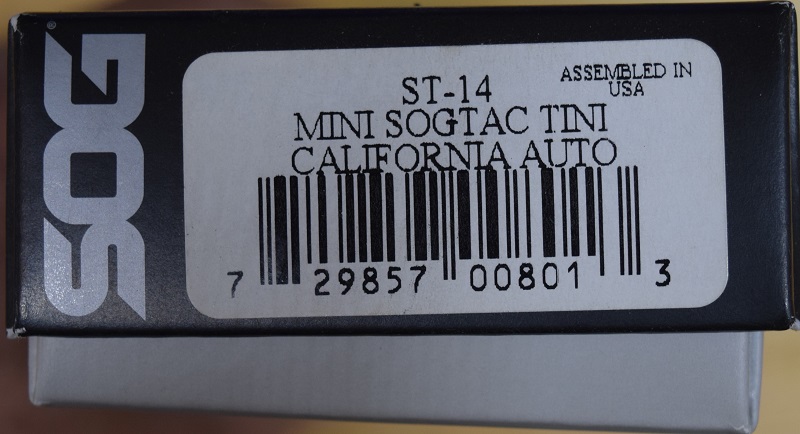 SOG®
ST-14
ASSEMBLED IN
USA
MINI SOGTAC TINI
CALIFORNIA AUTO
7 29857 00801 3